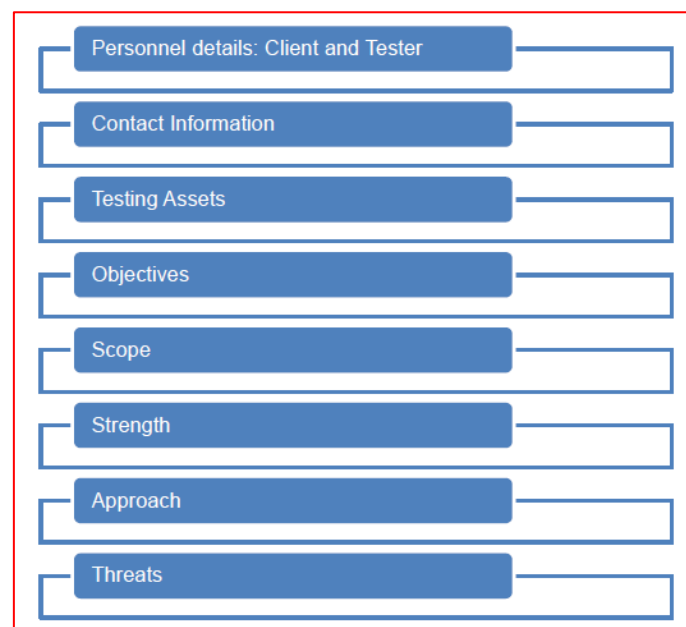 Personnel details: Client and Tester
Contact Information
Testing Assets
Objectives
Scope
Strength
Approach
Threats